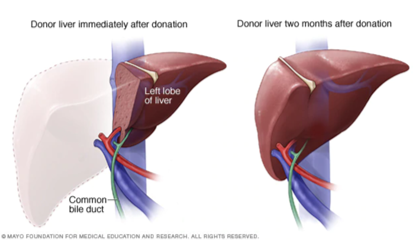 Donor liver immediately after donation
Donor liver two months after donation
Left lobe
of liver
Common
bile duct
© MAYO FOUNDATION FOR MEDICAL EDUCATION AND RESEARCH. ALL RIGHTS RESERVED.